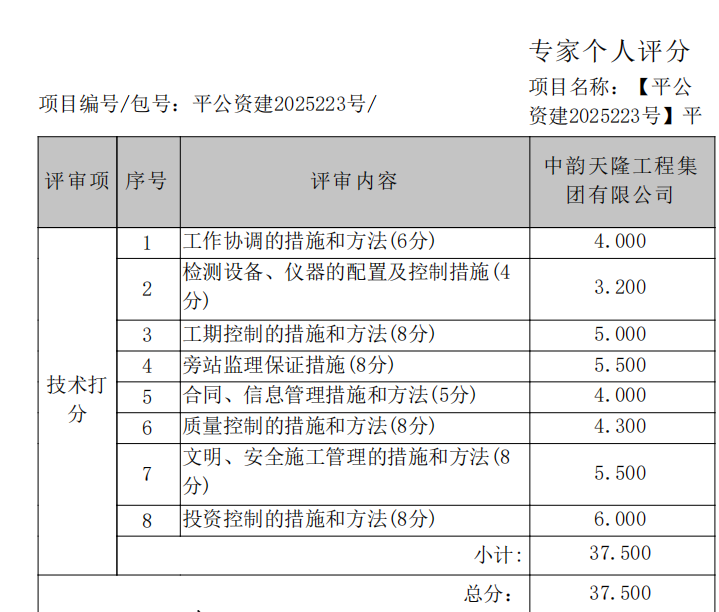 专家个人评分
项目编号/包号：平公资建2025223号/
项目名称：【平公
资建2025223号】平
评审项 序号 评审内容 中韵天隆工程集
团有限公司
技术打
分
1 工作协调的措施和方法(6分) 4.000
2 检测设备、仪器的配置及控制措施(4
分) 3.200
3 工期控制的措施和方法(8分) 5.000
4 旁站监理保证措施(8分) 5.500
5 合同、信息管理措施和方法(5分) 4.000
6 质量控制的措施和方法(8分) 4.300
7 文明、安全施工管理的措施和方法(8
分) 5.500
8 投资控制的措施和方法(8分) 6.000
小计: 37.500
总分: 37.500